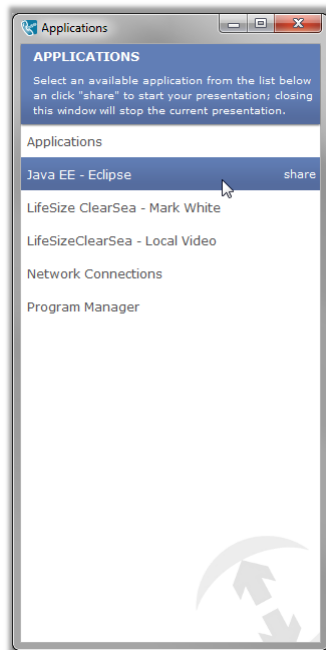 Applications
APPLICATIONS
Select an available application from the list below
an click "share" to start your presentation; closing
this window will stop the current presentation.
Applications
Java EE - Eclipse share
LifeSize ClearSea - Mark White
LifeSizeClearSea - Local Video
Network Connections
Program Manager